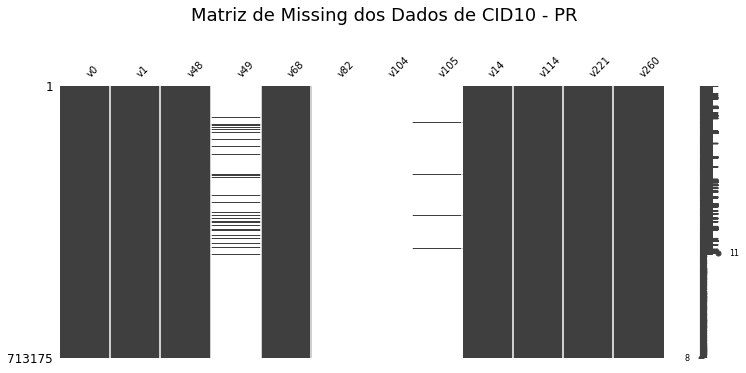 Matriz de Missing dos Dados de CID10 - PR
v0 v1 v48 v49 v68 v82 v104 v105 v14 v114 v221 v260
1
11
713175
8